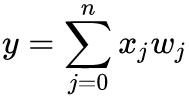 $y = \sum_{j=0}^{n} x_j w_j$